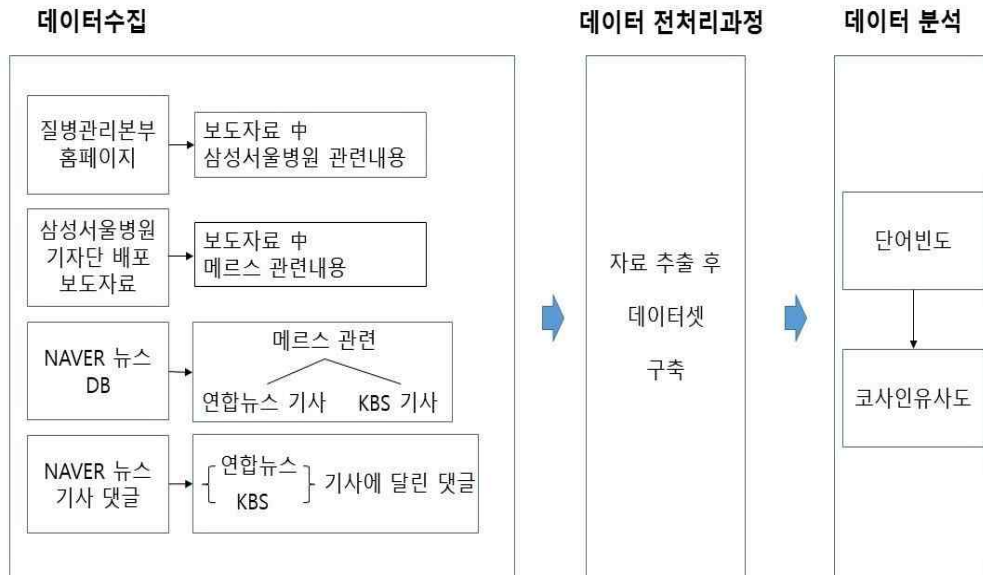 데이터수집
데이터 전처리과정
데이터 분석
질병관리본부
홈페이지
보도자료 中
삼성서울병원 관련내용
삼성서울병원
기자단 배포
보도자료
보도자료 中
메르스 관련내용
NAVER 뉴스
DB
메르스 관련
연합뉴스 기사 KBS 기사
NAVER 뉴스
기사 댓글
연합뉴스
KBS
기사에 달린 댓글
자료 추출 후
데이터셋
구축
단어빈도
코사인유사도